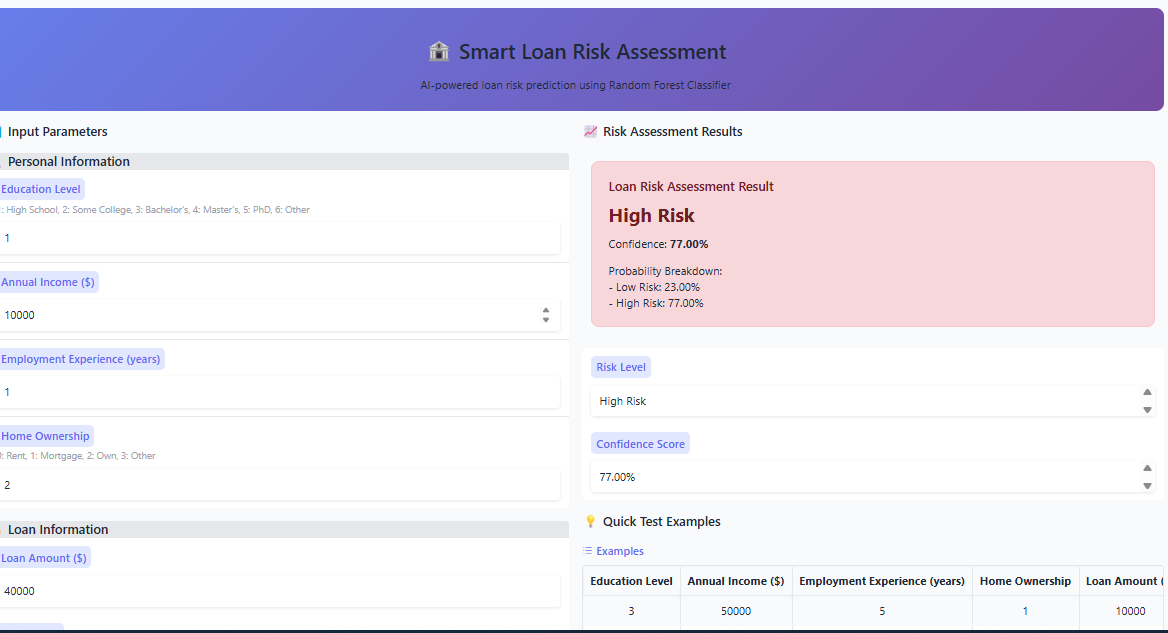 Smart Loan Risk Assessment
AI-powered loan risk prediction using Random Forest Classifier
Input Parameters
Personal Information
Education Level
: High School, 2: Some College, 3: Bachelor's, 4: Master's, 5: PhD, 6: Other
1
Annual Income ($)
10000
Employment Experience (years)
1
Home Ownership
: Rent, 1: Mortgage, 2: Own, 3: Other
2
Loan Information
Loan Amount ($)
40000
Risk Assessment Results
Loan Risk Assessment Result
High Risk
Confidence: 77.00%
Probability Breakdown:
- Low Risk: 23.00%
- High Risk: 77.00%
Risk Level
High Risk
Confidence Score
77.00%
Quick Test Examples
Examples
Education Level Annual Income ($) Employment Experience (years) Home Ownership Loan Amount (
3 50000 5 1 10000